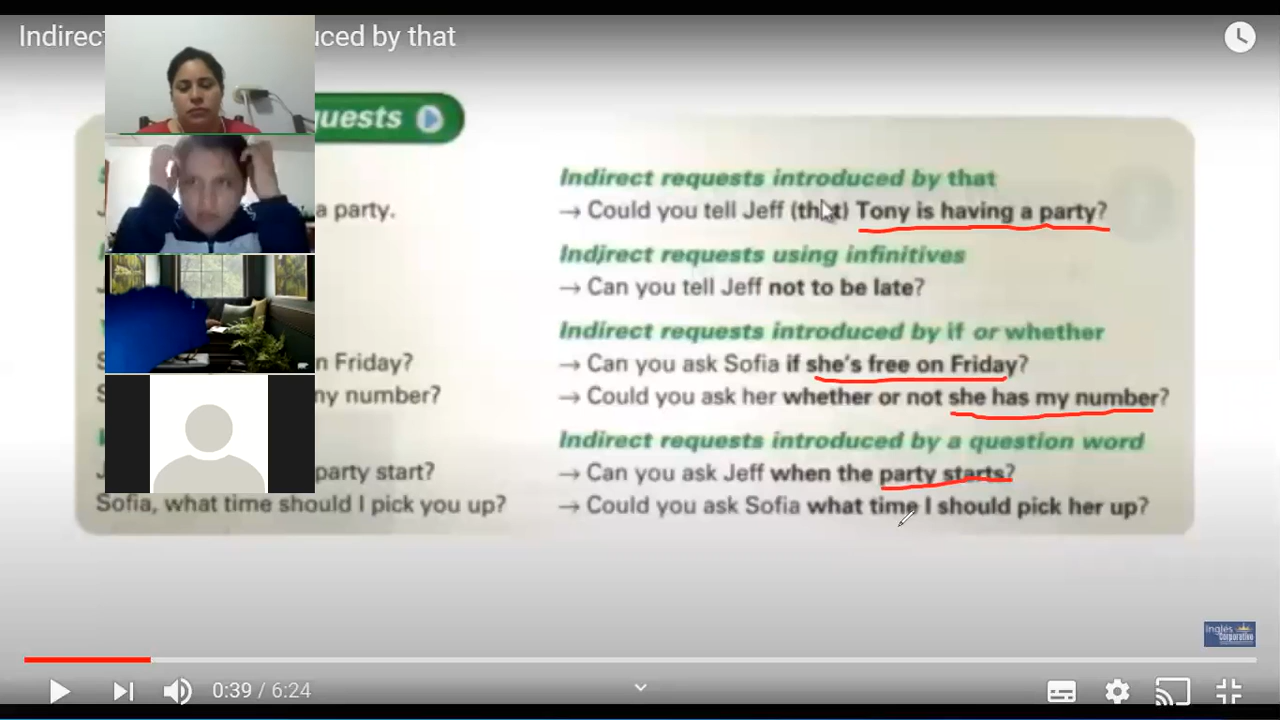 uced by that
Indirect requests introduced by that
a party.
→ Could you tell Jeff (that) Tony is having a party?
Indirect requests using infinitives
→ Can you tell Jeff not to be late?
Indirect requests introduced by if or whether
n Friday?
→ Can you ask Sofia if she's free on Friday?
my number?
→ Could you ask her whether or not she has my number?
Indirect requests introduced by a question word
party start?
→ Can you ask Jeff when the party starts?
Sofia, what time should I pick you up?
→ Could you ask Sofia what time I should pick her up?
Inglés
Corporativo
0:39 / 6:24